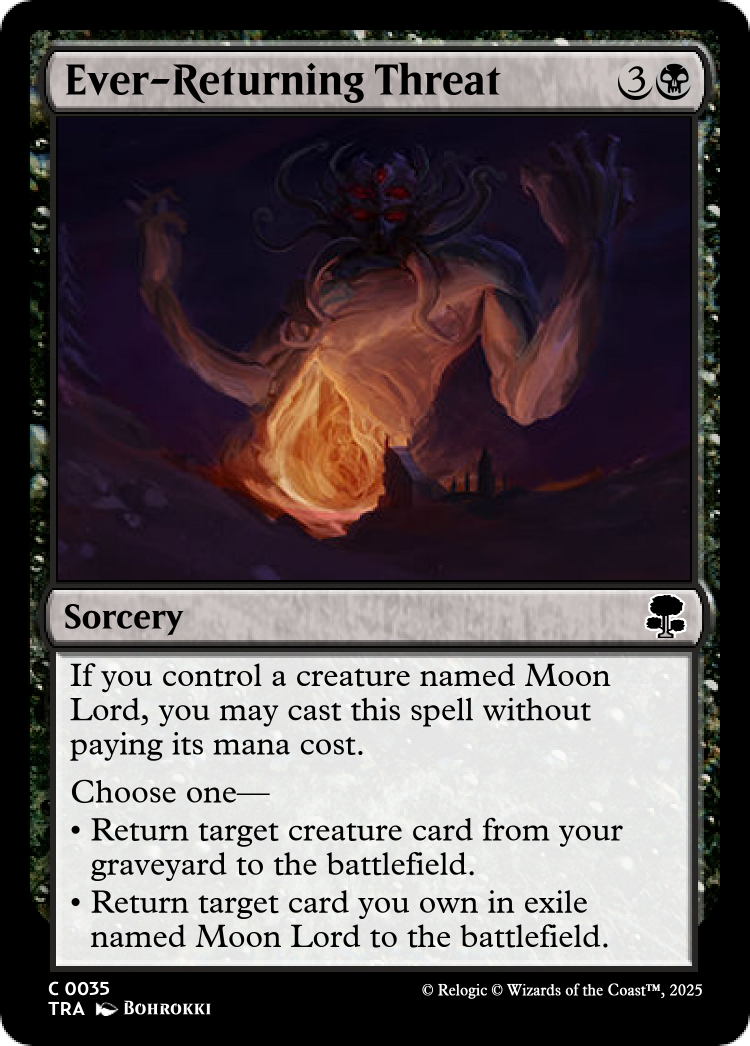 Ever-Returning Threat 3
Sorcery
If you control a creature named Moon
Lord, you may cast this spell without
paying its mana cost.
Choose one—
• Return target creature card from your
graveyard to the battlefield.
• Return target card you own in exile
named Moon Lord to the battlefield.
C 0035
TRA BOHROKKI
© Relogic © Wizards of the Coast™, 2025